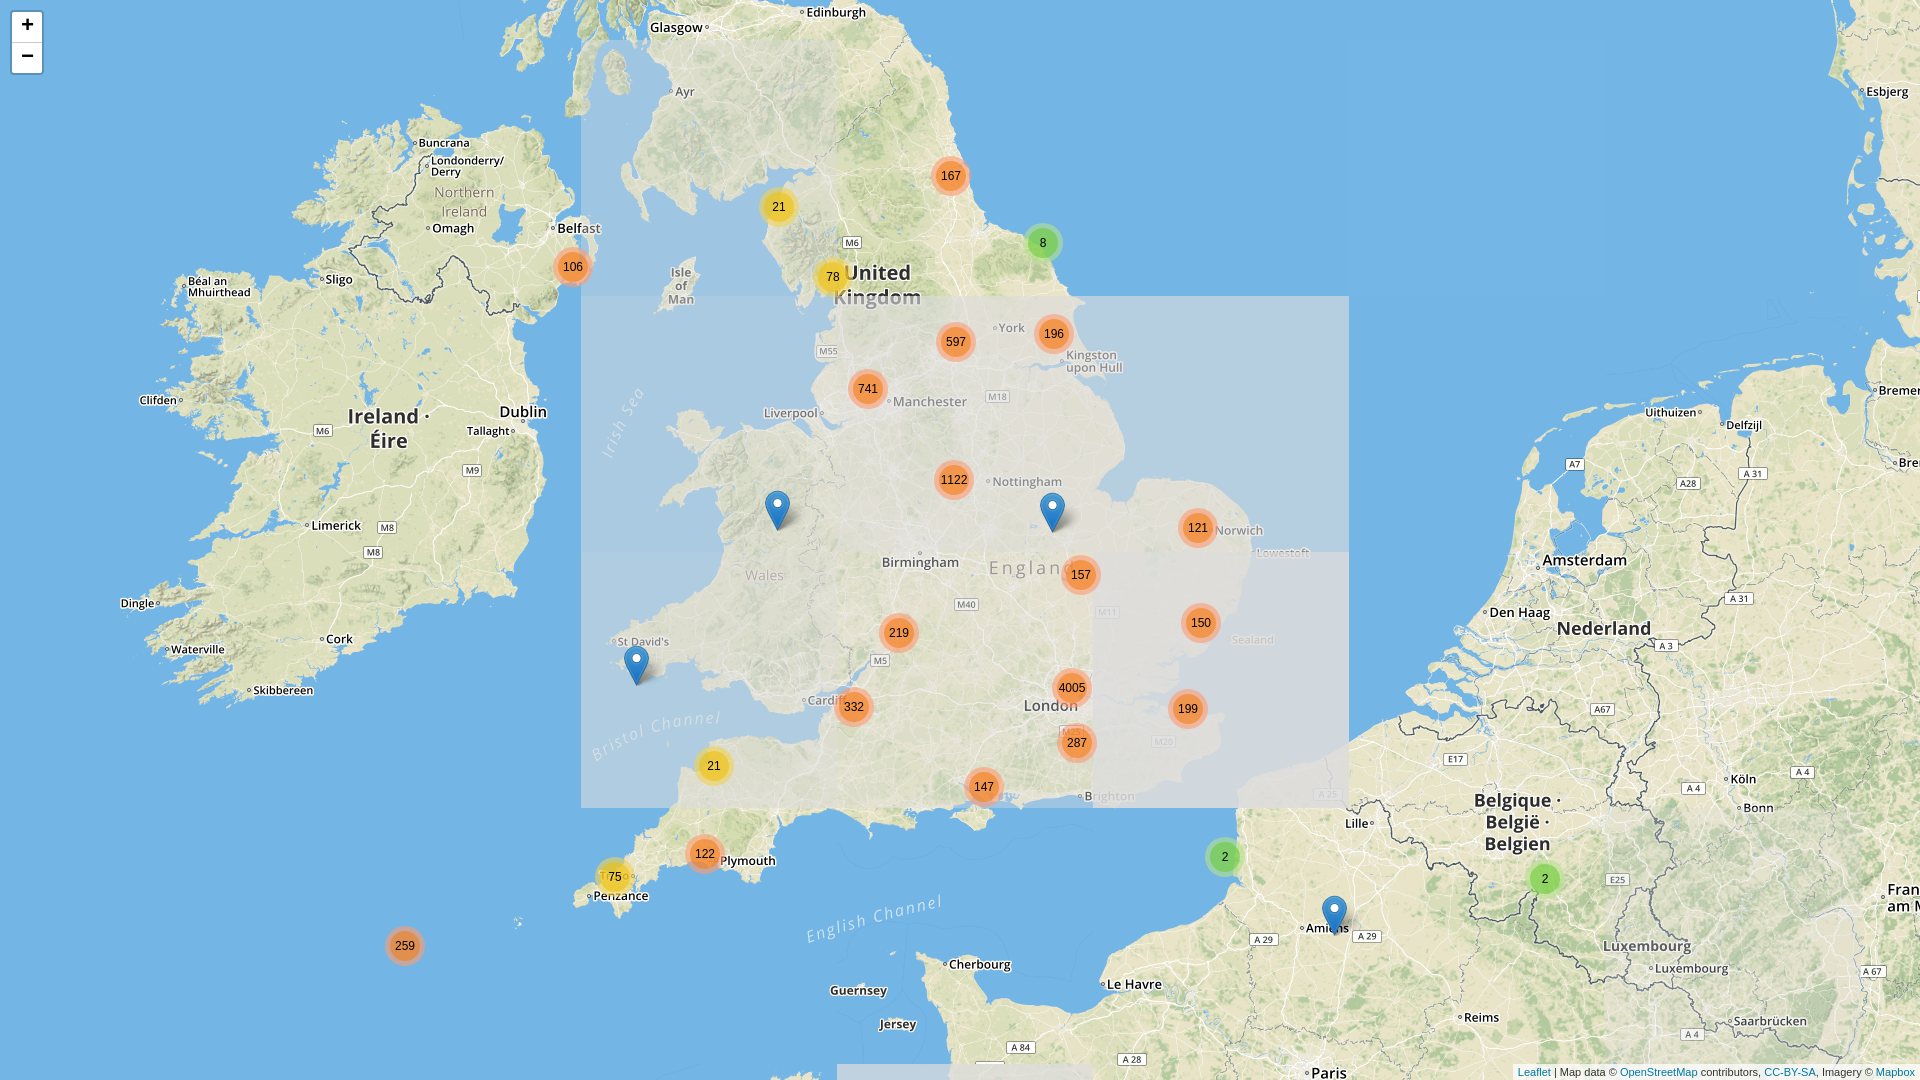 +
−
Edinburgh
Glasgow
Ayr
Esbjerg
Buncrana
Londonderry/
Derry
Northern
Ireland
Omagh
Belfast
167
21
8
M6
106
78
United
Kingdom
Isle
of
Man
Sligo
Béal an
Mhuirthead
York
196
597
M55
Kingston
upon Hull
741
Manchester
M18
Liverpool
Irish Sea
Clifden
Dublin
Ireland ·
Éire
M6
Tallaght
M9
Uithuizen
Delfzijl
A7
A 31
A28
1122
Nottingham
Limerick
M8
M8
121
Norwich
Lowestoft
Birmingham
England
157
Wales
Amsterdam
Dingle
M40
M11
Den Haag
A 31
150
219
Nederland
Cork
Waterville
St David's
Sealand
M5
A 3
Skibbereen
4005
London
Cardiff
332
199
A67
Bristol Channel
287
M20
E17
21
147
Brighton
A 25
A 4
Köln
A 4
Bonn
Belgique ·
België ·
Belgien
Lille
122
Plymouth
2
75
Penzance
2
E25
English Channel
Amiens
A 29
A 29
259
Luxembourg
Luxembourg
A 67
Cherbourg
Le Havre
Guernsey
Jersey
Reims
Saarbrücken
A 4
A 84
A 28
Paris
Leaflet | Map data © OpenStreetMap contributors, CC-BY-SA, Imagery © Mapbox